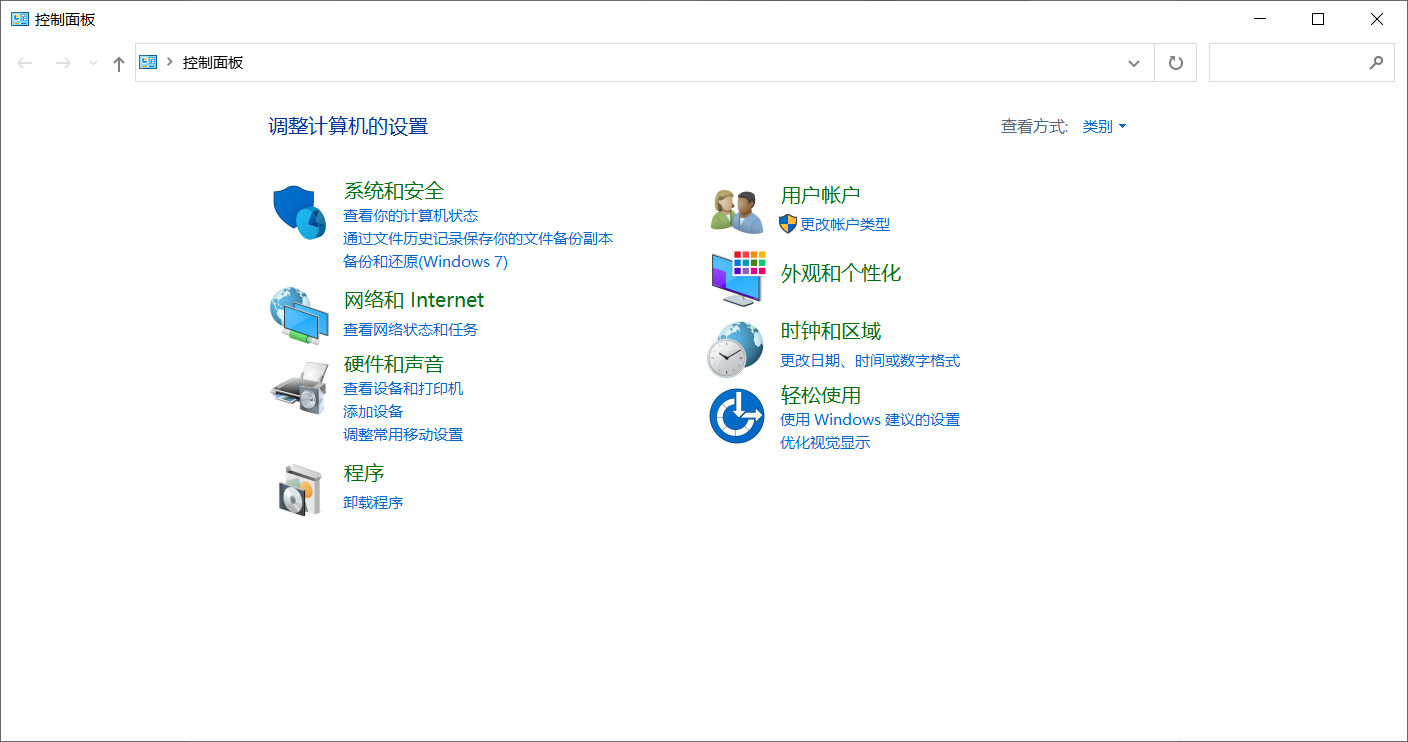 控制面板
控制面板
调整计算机的设置
查看方式: 类别
系统和安全
查看你的计算机状态
通过文件历史记录保存你的文件备份副本
备份和还原(Windows 7)
网络和 Internet
查看网络状态和任务
硬件和声音
查看设备和打印机
添加设备
调整常用移动设置
程序
卸载程序
用户帐户
更改帐户类型
外观和个性化
时钟和区域
更改日期、时间或数字格式
轻松使用
使用 Windows 建议的设置
优化视觉显示